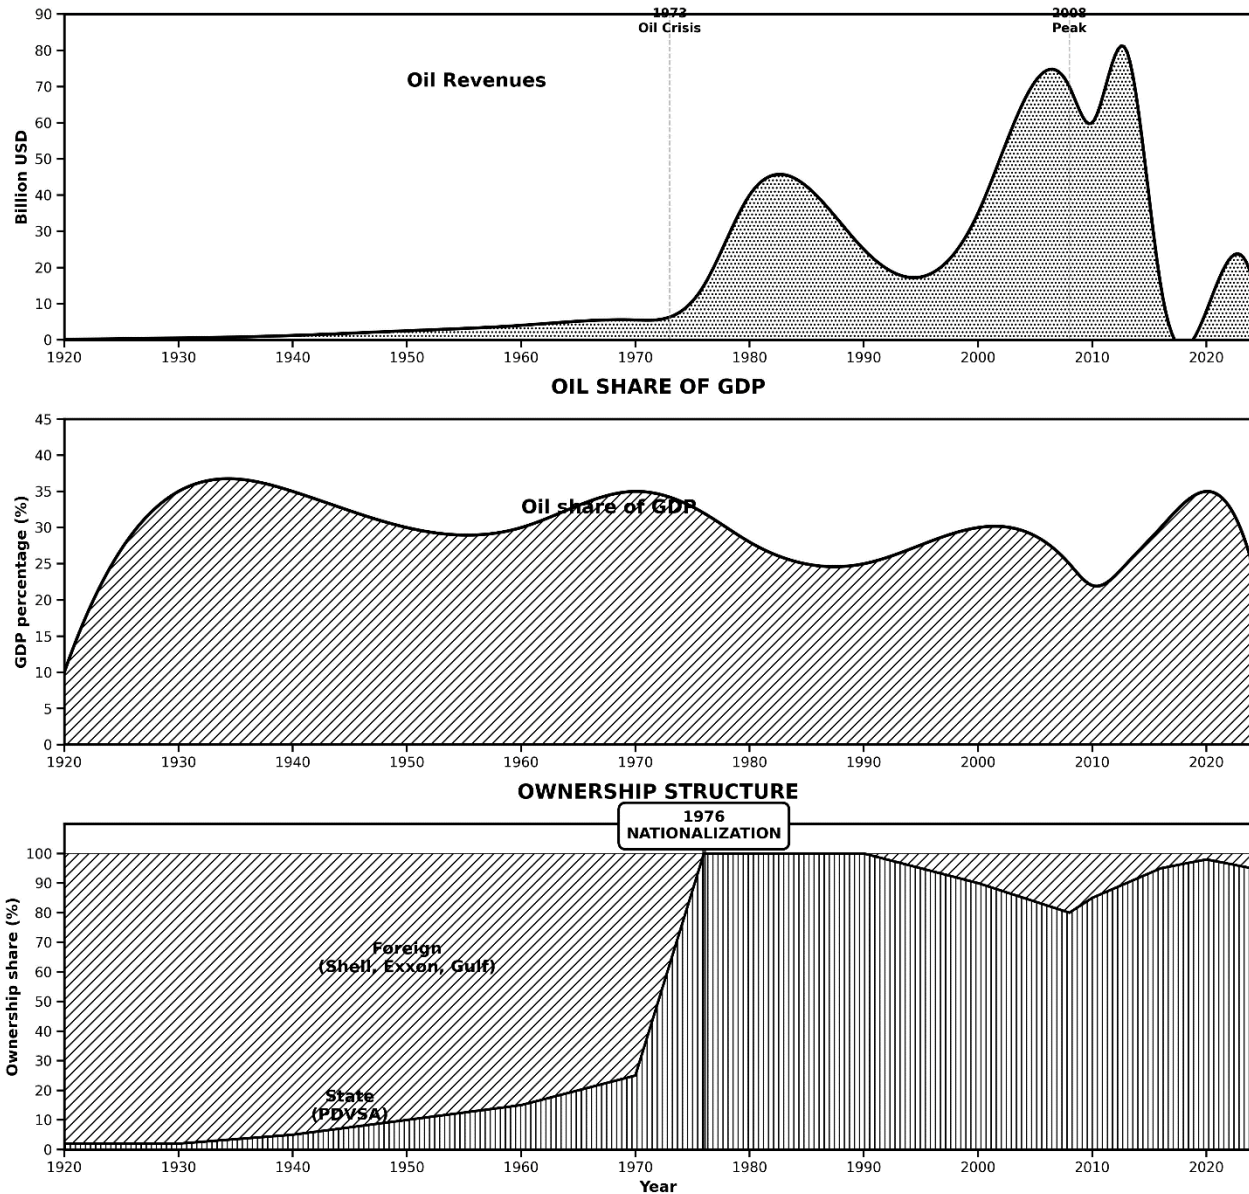 1973
Oil Crisis
2008
Peak
Oil Revenues
Billion USD
90
80
70
60
50
40
30
20
10
0
1920 1930 1940 1950 1960 1970 1980 1990 2000 2010 2020
OIL SHARE OF GDP
Oil share of GDP
GDP percentage (%)
45
40
35
30
25
20
15
10
5
0
1920 1930 1940 1950 1960 1970 1980 1990 2000 2010 2020
OWNERSHIP STRUCTURE
1976
NATIONALIZATION
Ownership share (%)
100
90
80
70
60
50
40
30
20
10
0
Foreign
(Shell, Exxon, Gulf)
State
(PDVSA)
1920 1930 1940 1950 1960 1970 1980 1990 2000 2010 2020
Year